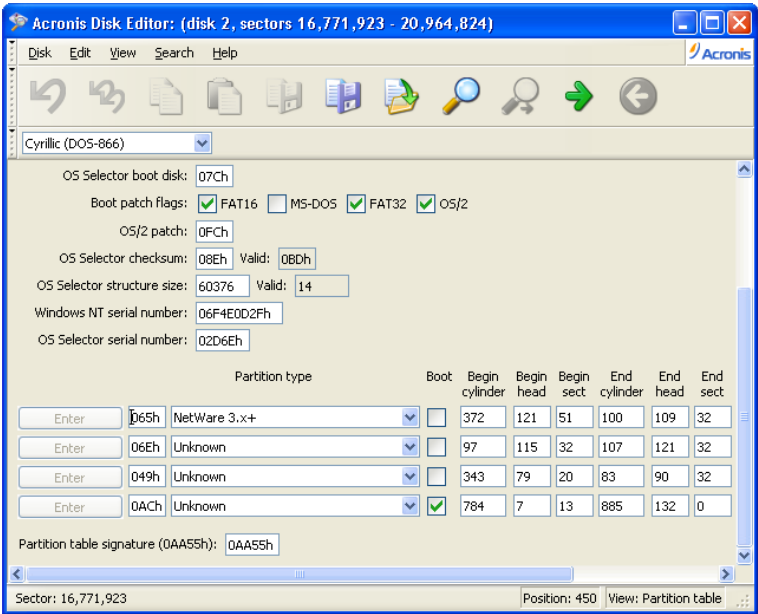 Acronis Disk Editor: (disk 2, sectors 16,771,923 - 20,964,824)
Disk Edit View Search Help
Acronis
Cyrillic (DOS-866)
OS Selector boot disk: 07Ch
Boot patch flags: FAT16 MS-DOS FAT32 OS/2
OS/2 patch: 0FCh
OS Selector checksum: 08Eh Valid: 0BDh
OS Selector structure size: 60376 Valid: 14
Windows NT serial number: 06F4E0D2Fh
OS Selector serial number: 02D6Eh
Partition type Boot Begin cylinder Begin head Begin sect End cylinder End head End sect
Enter 065h NetWare 3.x+ 372 121 51 100 109 32
Enter 06Eh Unknown 97 115 32 107 121 32
Enter 049h Unknown 343 79 20 83 90 32
Enter 0ACh Unknown 784 7 13 885 132 0
Partition table signature (0AA55h): 0AA55h
Sector: 16,771,923 Position: 450 View: Partition table